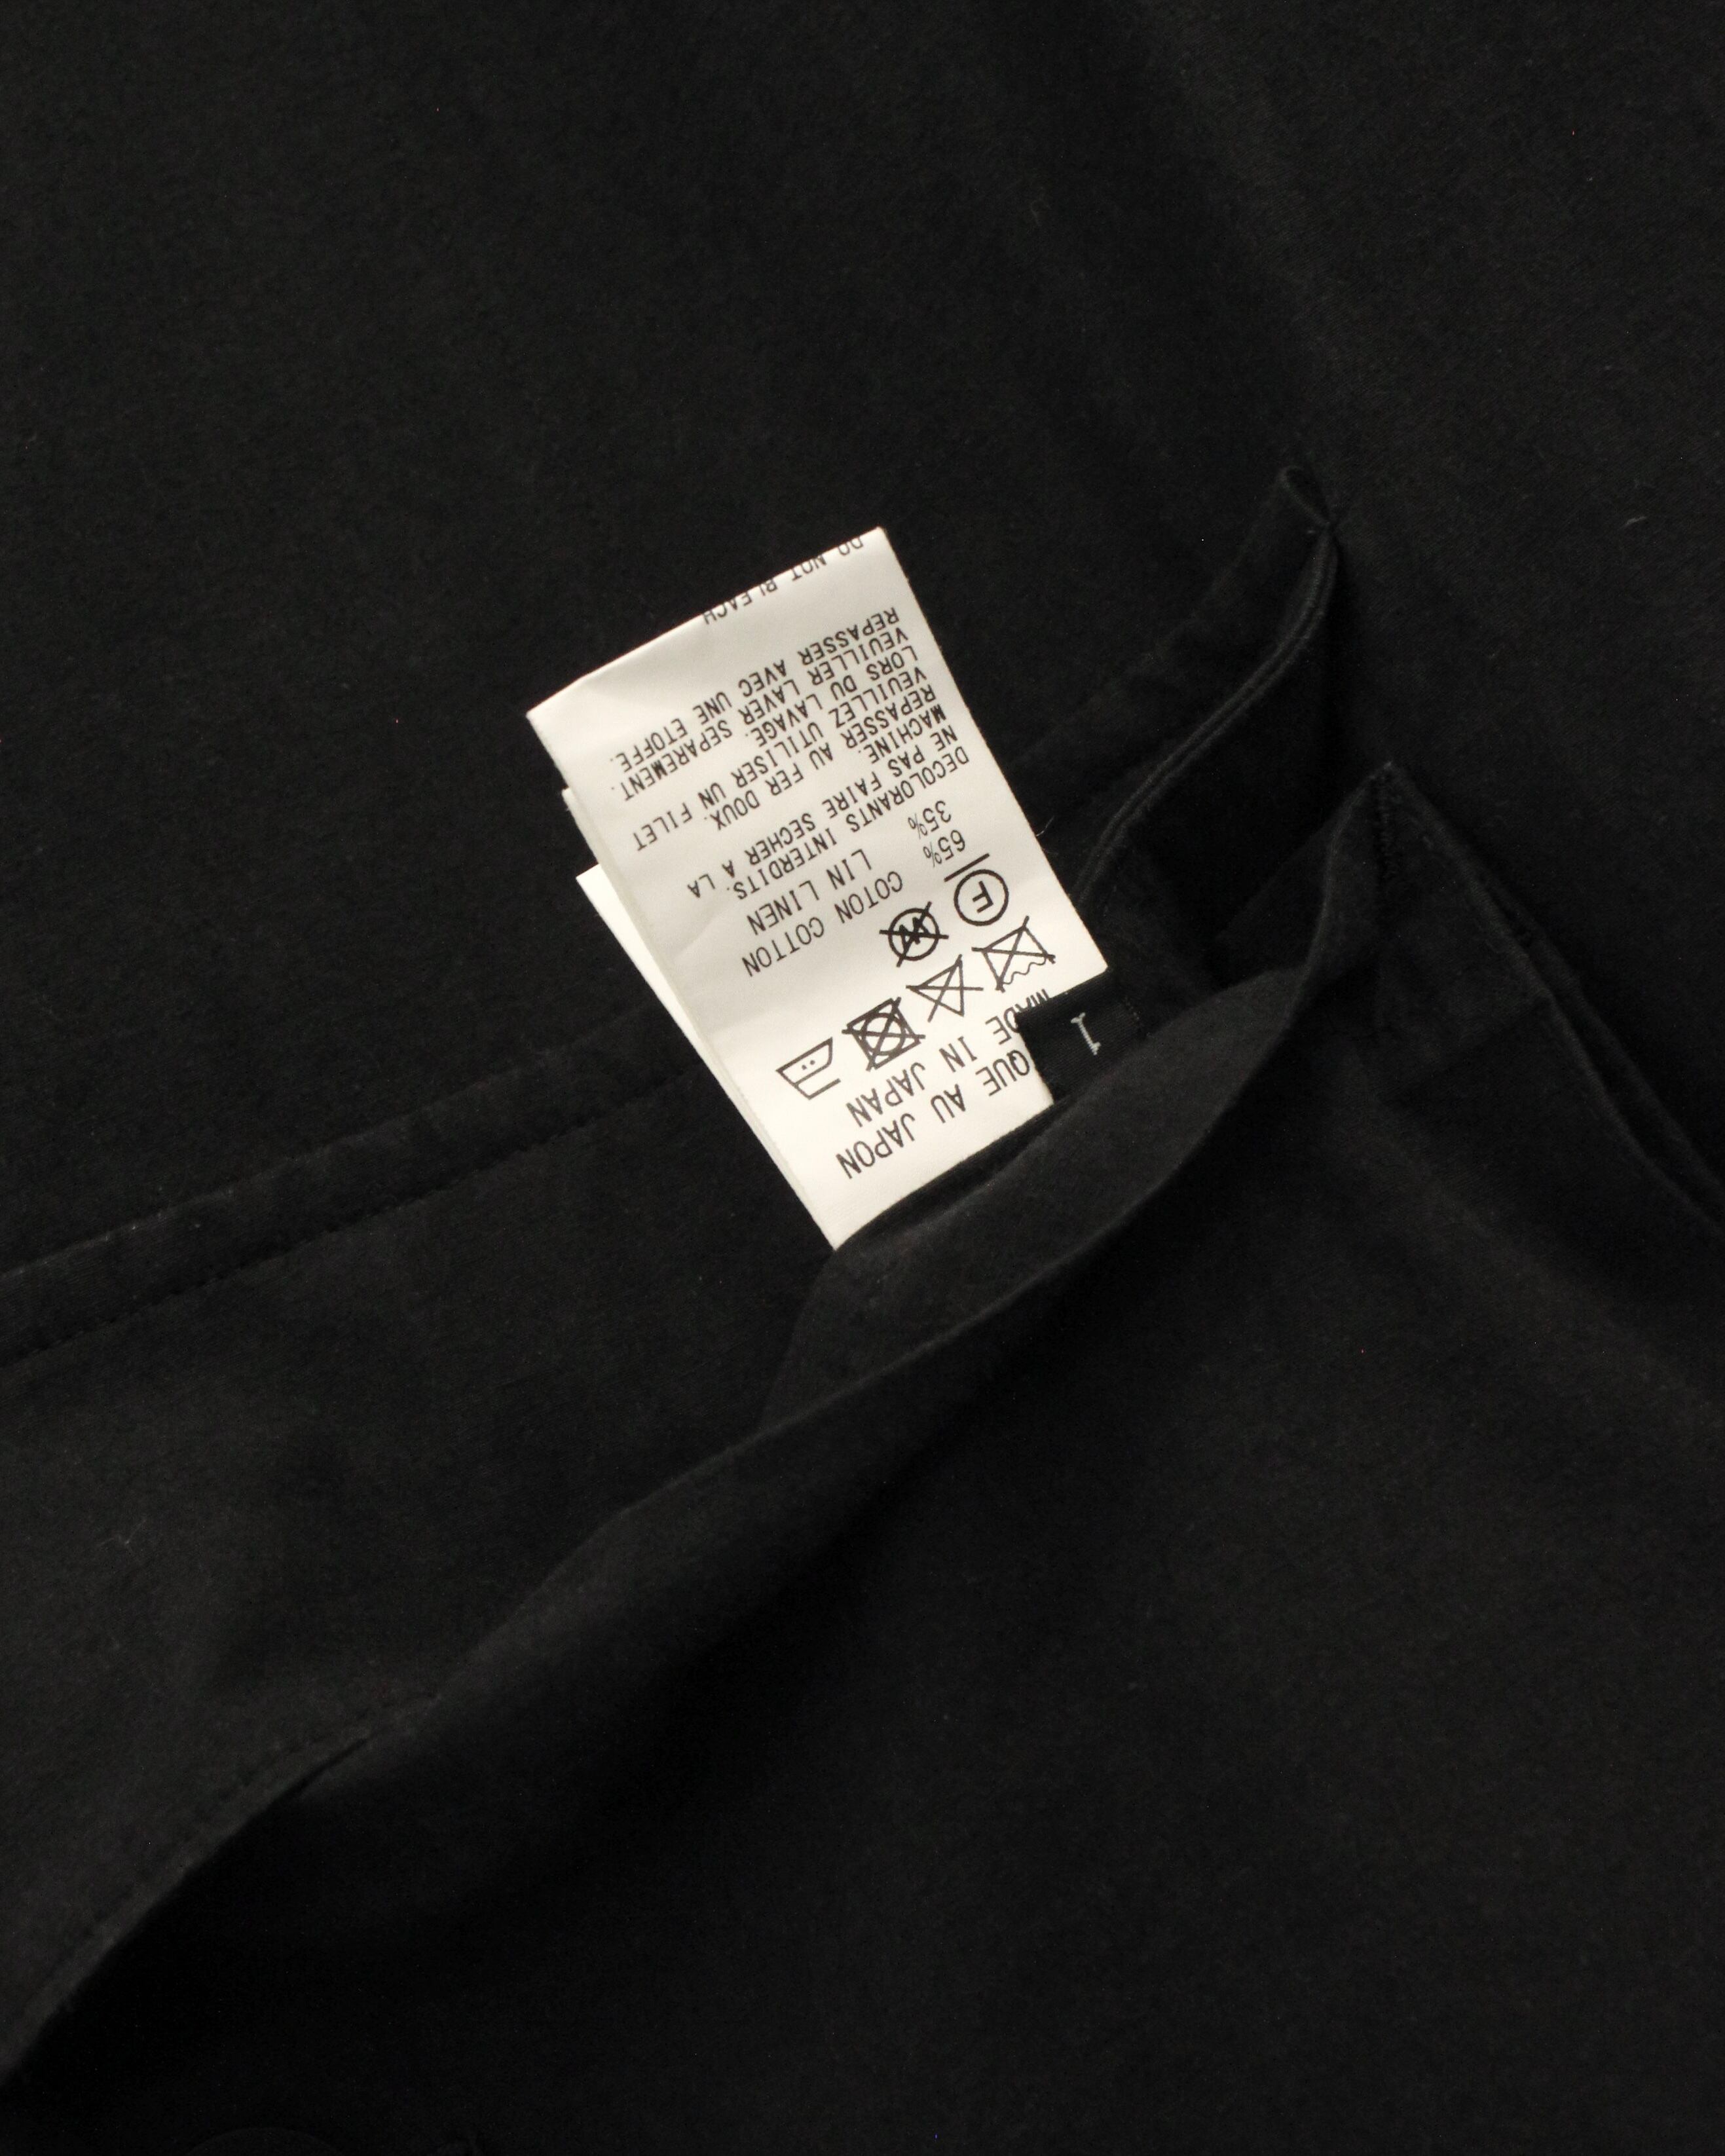 1
QUE AU JAPON
MADE IN JAPAN
F W
65% COTON COTTON
35% LIN LINEN
DECOLORANTS INTERDITS.
NE PAS FAIRE SECHER A LA
MACHINE.
REPASSER AU FER DOUX.
VEUILLEZ UTILISER UN FILET
LORS DU LAVAGE.
VEUILLER LAVER SEPAREMENT.
REPASSER AVEC UNE ETOFFE.
DO NOT BLEACH